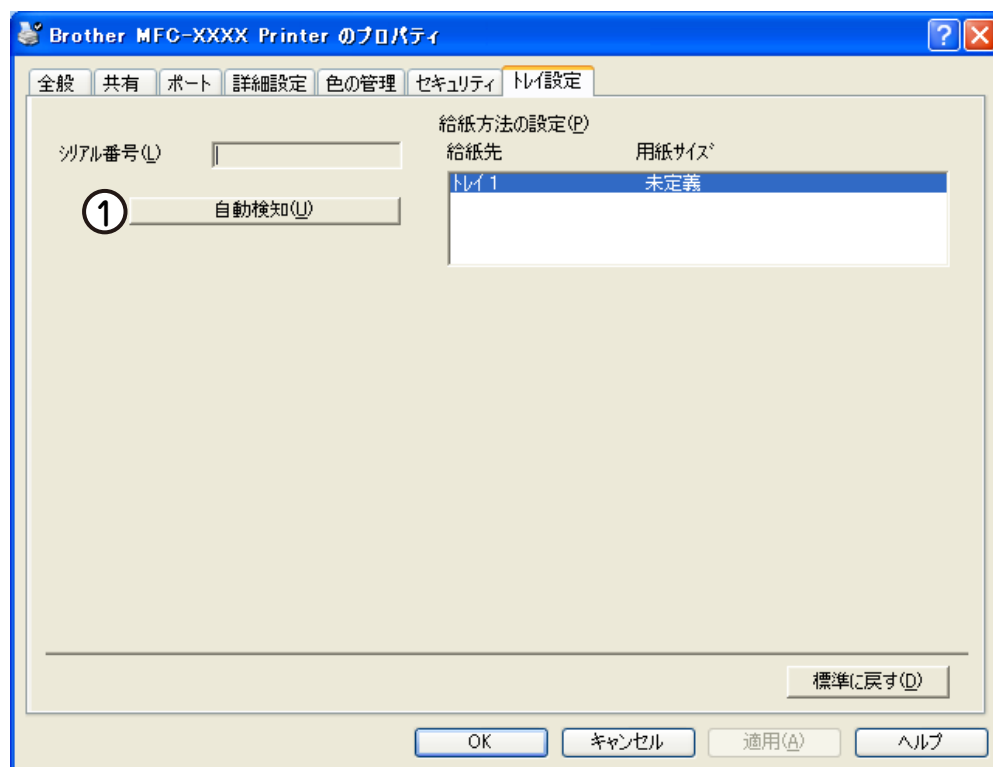 Brother MFC-XXXX Printer のプロパティ
全般 共有 ポート 詳細設定 色の管理 セキュリティ トレイ設定
給紙方法の設定(P)
シリアル番号(L) 給紙先 用紙サイズ
トレイ 1 未定義
① 自動検知(U)
標準に戻す(D)
OK キャンセル 適用(A) ヘルプ